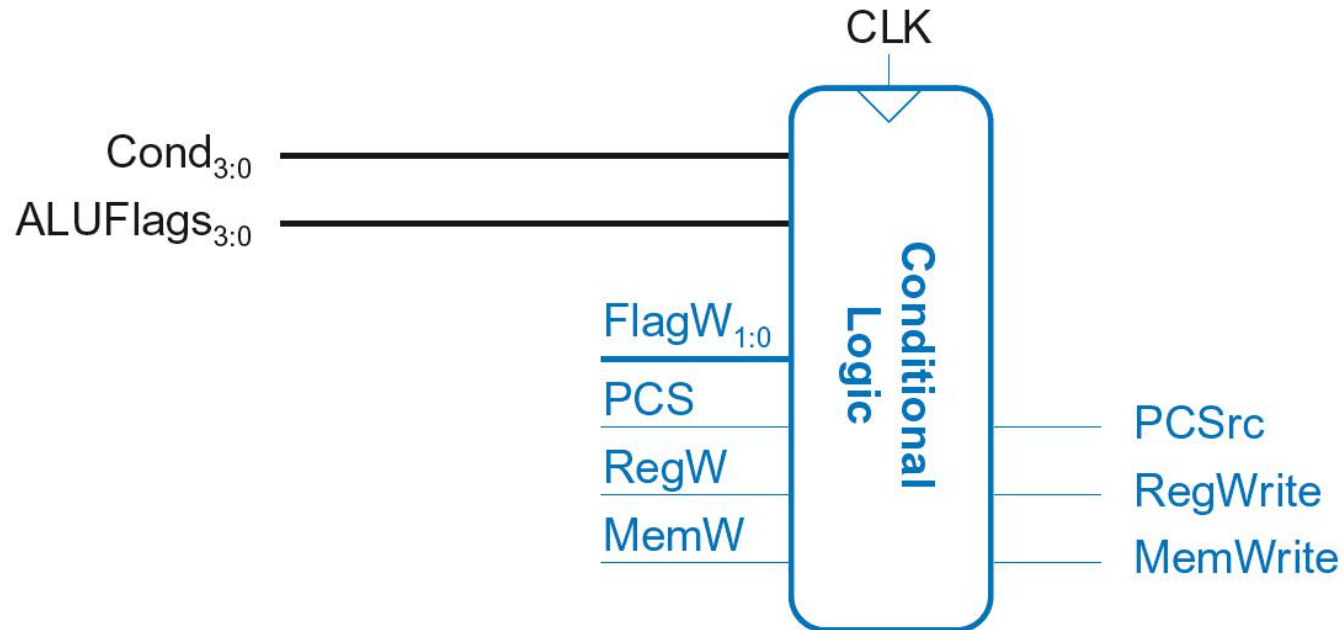 CLK
Cond3:0
ALUFlags3:0
Conditional
Logic
FlagW1:0
PCS
RegW
MemW
PCSrc
RegWrite
MemWrite